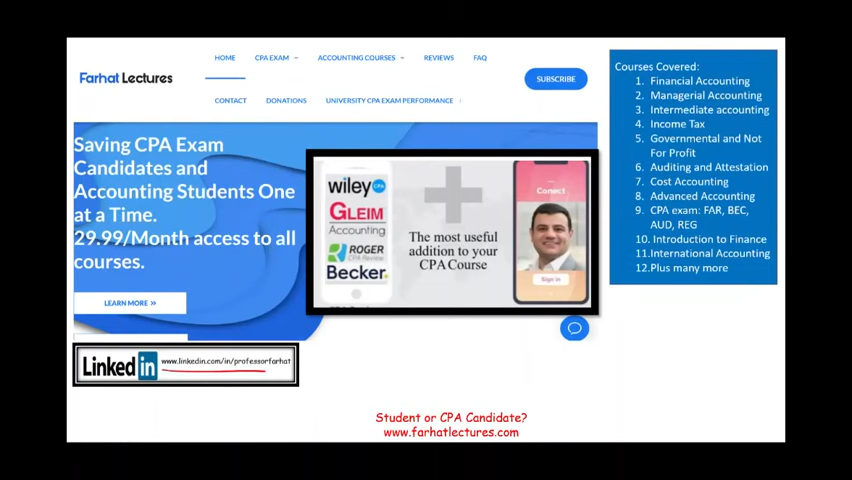 Farhat Lectures
HOME
CPA EXAM
ACCOUNTING COURSES
REVIEWS
FAQ
CONTACT
DONATIONS
UNIVERSITY CPA EXAM PERFORMANCE
SUBSCRIBE
Saving CPA Exam
Candidates and
Accounting Students One
at a Time.
29.99/Month access to all
courses.
LEARN MORE »
wiley CPA
GLEIM
Accounting
ROGER
CPA Review
Becker.
The most useful
addition to your
CPA Course
Conect
Sign in
Linked in
www.linkedin.com/in/professorfarhat
Courses Covered:
1. Financial Accounting
2. Managerial Accounting
3. Intermediate accounting
4. Income Tax
5. Governmental and Not
For Profit
6. Auditing and Attestation
7. Cost Accounting
8. Advanced Accounting
9. CPA exam: FAR, BEC,
AUD, REG
10. Introduction to Finance
11.International Accounting
12.Plus many more
Student or CPA Candidate?
www.farhatlectures.com